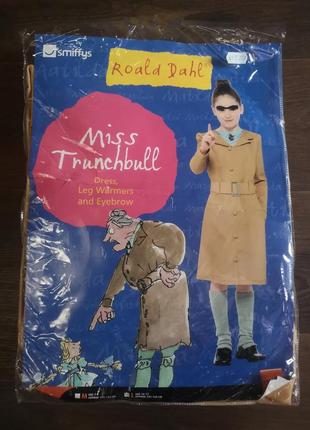 smiffys
Roald Dahl
Miss
Trunchbull
Dress,
Leg Warmers
and Eyebrow
M